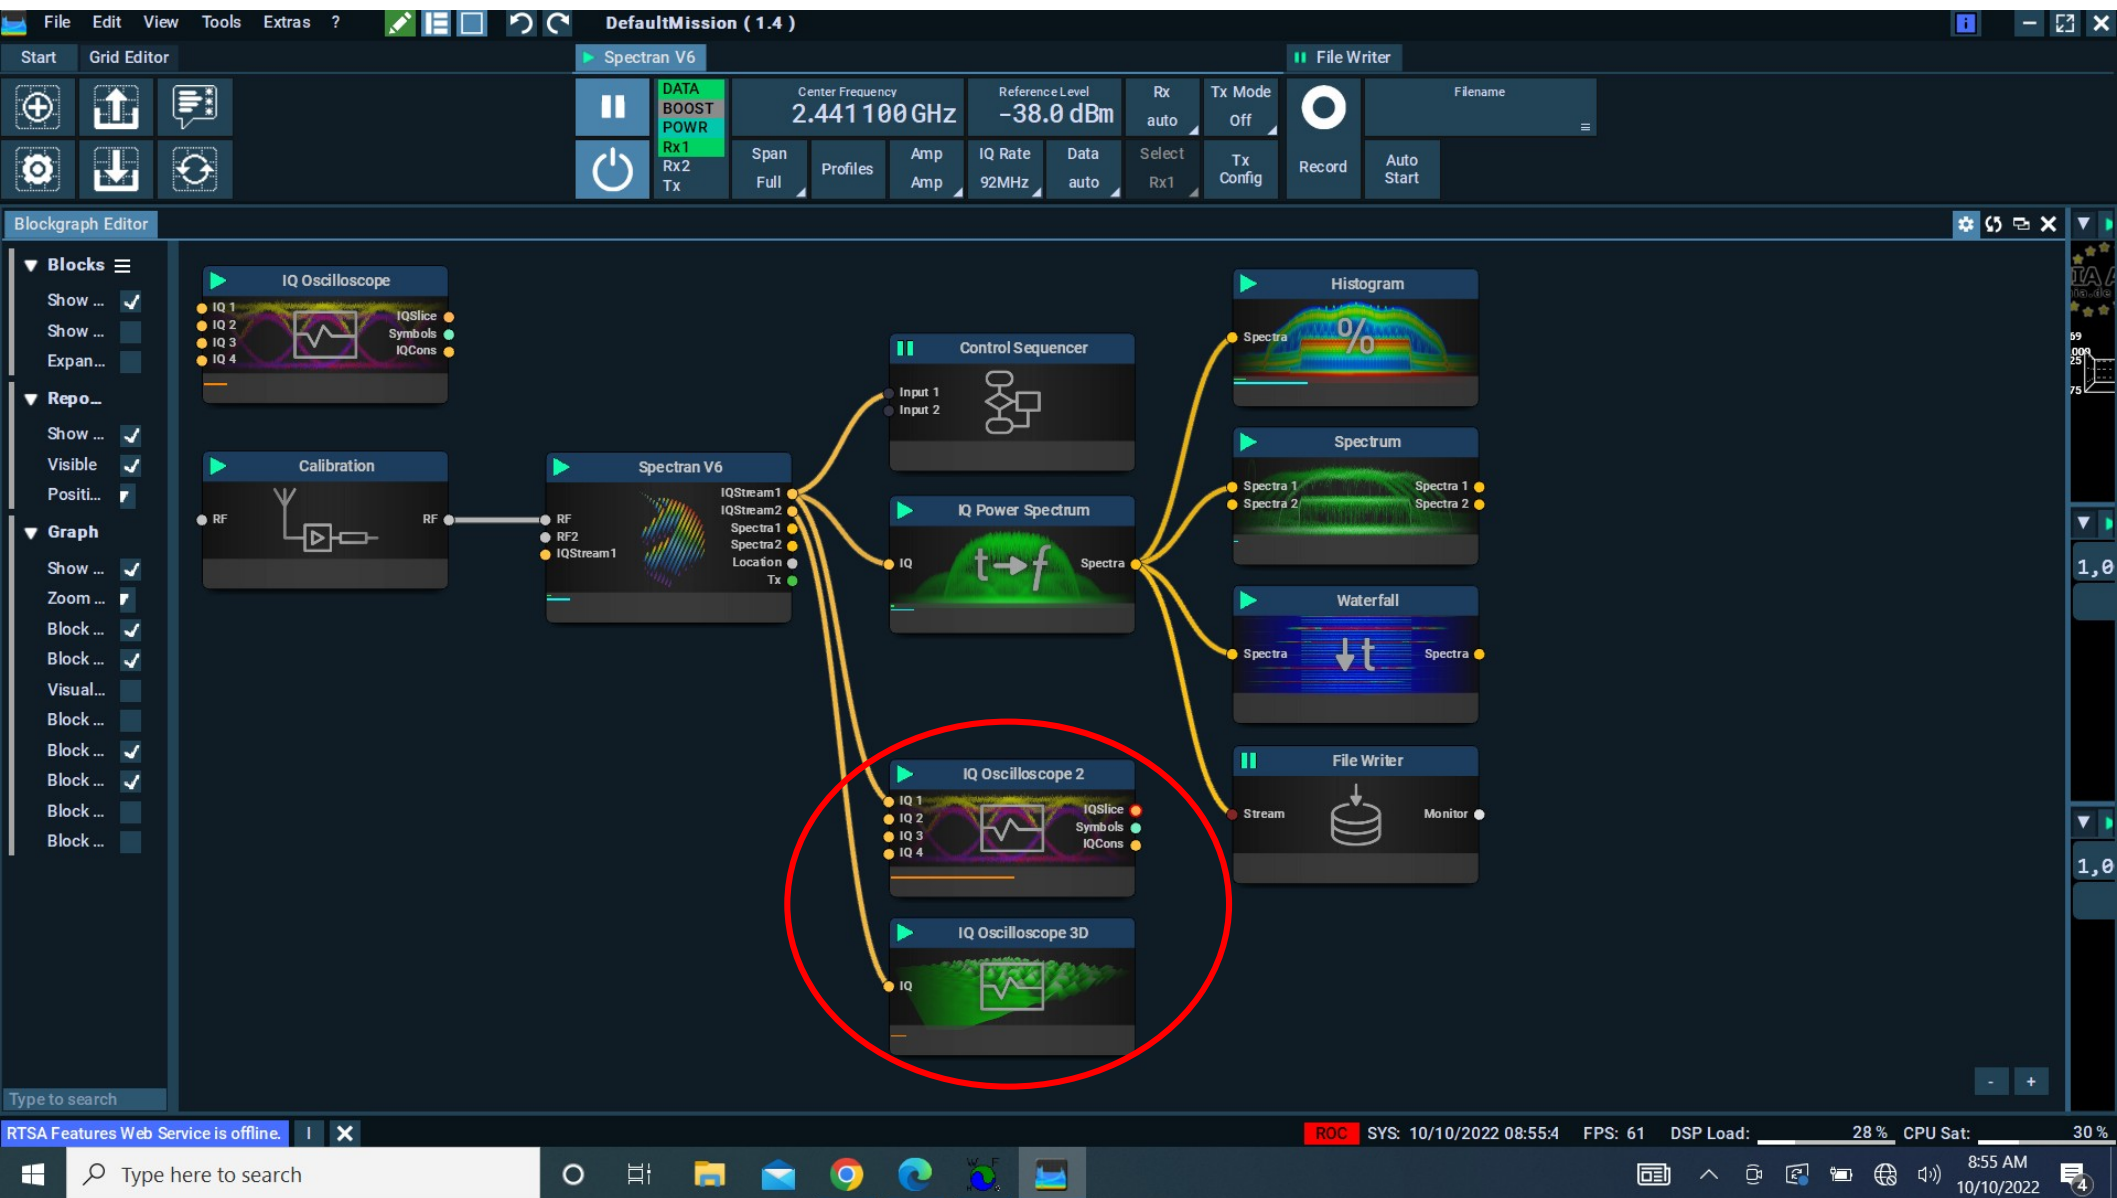 File Edit View Tools Extras ? DefaultMission ( 1.4 )
Start Grid Editor Spectran V6 File Writer
DATA
BOOST
POWR
Rx1
Rx2
Tx
Center Frequency
2.441100GHz
Reference Level
-38.0 dBm
Rx
auto
Tx Mode
Off
Filename
Span
Full
Profiles
Amp
Amp
IQ Rate
92MHz
Data
auto
Select
Rx1
Tx
Config
Record
Auto
Start
Blockgraph Editor
Blocks
Show ...
Show ...
Expan...
Repo...
Show ...
Visible
Positi...
Graph
Show ...
Zoom ...
Block ...
Block ...
Visual...
Block ...
Block ...
Block ...
Block ...
Block ...
Type to search
IQ Oscilloscope
IQ 1
IQ 2
IQ 3
IQ 4
IQSlice
Symbols
IQCons
Calibration
RF RF
Spectran V6
RF
RF2
IQStream1
IQStream1
IQStream2
Spectra1
Spectra2
Location
Tx
Control Sequencer
Input 1
Input 2
IQ Power Spectrum
t f
IQ Spectra
IQ Oscilloscope 2
IQ 1
IQ 2
IQ 3
IQ 4
IQSlice
Symbols
IQCons
IQ Oscilloscope 3D
IQ
Histogram
%
Spectra
Spectrum
Spectra 1 Spectra 1
Spectra 2 Spectra 2
Waterfall
t
Spectra Spectra
File Writer
Stream Monitor
1,0
1,0
- +
RTSA Features Web Service is offline. |
ROC SYS: 10/10/2022 08:55:4 FPS: 61 DSP Load: 28 % CPU Sat: 30 %
Type here to search
8:55 AM
10/10/2022
4